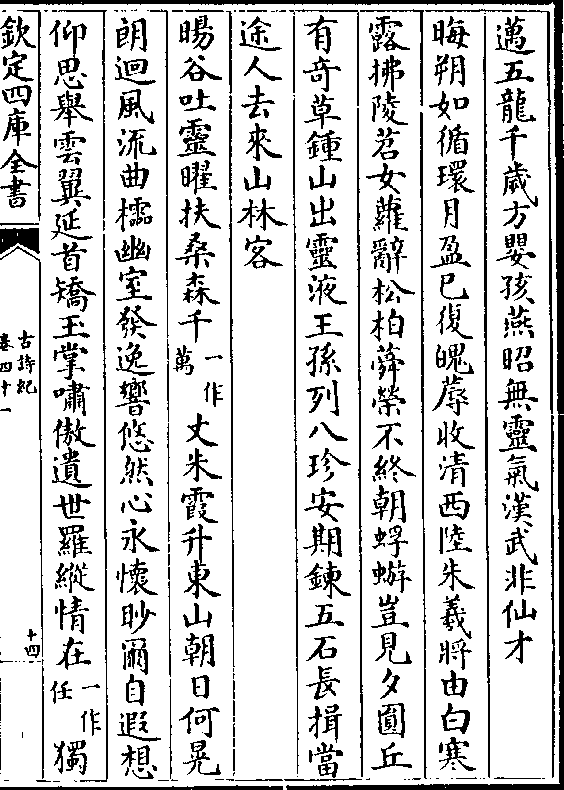 邁五龍千歲方嬰孩燕昭無靈氣漢武非仙才
晦朔如循環月盈已復魄蓐收清西陸朱羲將由白寒
露拂陵苕女蘿辭松柏蕣榮不終朝蜉蝣豈見夕圓丘
有奇草鍾山出靈液王孫列八珍安期鍊五石長揖當
途人去來山林客
暘谷吐靈曜扶桑森千一作萬丈朱霞升東山朝日何晃
朗迴風流曲櫺幽室發逸響悠然心永懷眇爾自遐想
仰思舉雲翼延首矯玉掌嘯傲遺世羅縱情在一作任獨
欽定四庫全書
古詩紀
卷四十一
十四